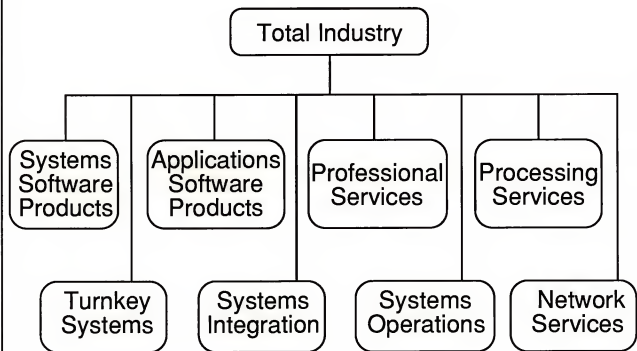 Total Industry
Systems
Software
Products
Applications
Software
Products
Professional
Services
Processing
Services
Turnkey
Systems
Systems
Integration
Systems
Operations
Network
Services